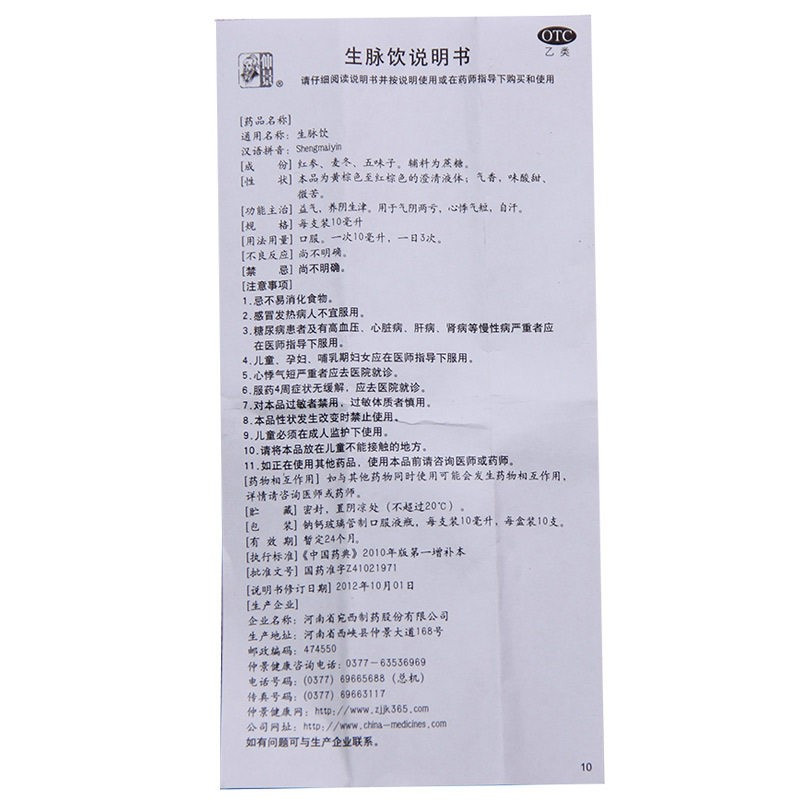 仲景
®
生脉饮说明书
OTC
乙类
请仔细阅读说明书并按说明使用或在药师指导下购买和使用
[药品名称]
通用名称：生脉饮
汉语拼音：Shengmaiyin
[成　　份] 红参、麦冬、五味子。辅料为蔗糖。
[性　　状] 本品为黄棕色至红棕色的澄清液体；气香，味酸甜、
微苦。
[功能主治] 益气，养阴生津。用于气阴两亏，心悸气短，自汗。
[规　　格] 每支装10毫升
[用法用量] 口服。一次10毫升，一日3次。
[不良反应] 尚不明确。
[禁　　忌] 尚不明确。
[注意事项]
1.忌不易消化食物。
2.感冒发热病人不宜服用。
3.糖尿病患者及有高血压、心脏病、肝病、肾病等慢性病严重者应
在医师指导下服用。
4.儿童、孕妇、哺乳期妇女应在医师指导下服用。
5.心悸气短严重者应去医院就诊。
6.服药4周症状无缓解，应去医院就诊。
7.对本品过敏者禁用，过敏体质者慎用。
8.本品性状发生改变时禁止使用。
9.儿童必须在成人监护下使用。
10.请将本品放在儿童不能接触的地方。
11.如正在使用其他药品，使用本品前请咨询医师或药师。
[药物相互作用] 如与其他药物同时使用可能会发生药物相互作用，
详情请咨询医师或药师。
[贮　　藏] 密封，置阴凉处（不超过20℃）。
[包　　装] 钠钙玻璃管制口服液瓶，每支装10毫升，每盒装10支。
[有 效 期] 暂定24个月。
[执行标准]《中国药典》2010年版第一增补本
[批准文号] 国药准字Z41021971
[说明书修订日期] 2012年10月01日
[生产企业]
企业名称：河南省宛西制药股份有限公司
生产地址：河南省西峡县仲景大道168号
邮政编码：474550
仲景健康咨询电话：0377－63536969
电话号码：(0377) 69665688（总机）
传真号码：(0377) 69663117
仲景健康网：http://www.zjjk365.com
公司网址：http://www.china-medicines.com
如有问题可与生产企业联系。
10